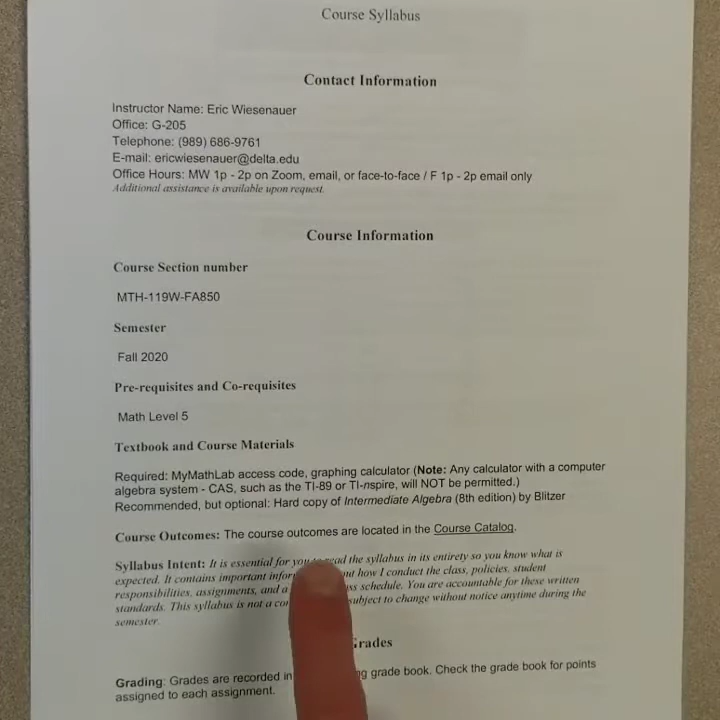 Course Syllabus
Contact Information
Instructor Name: Eric Wiesenauer
Office: G-205
Telephone: (989) 686-9761
E-mail: ericwiesenauer@delta.edu
Office Hours: MW 1p - 2p on Zoom, email, or face-to-face / F 1p - 2p email only
Additional assistance is available upon request.
Course Information
Course Section number
MTH-119W-FA850
Semester
Fall 2020
Pre-requisites and Co-requisites
Math Level 5
Textbook and Course Materials
Required: MyMathLab access code, graphing calculator (Note: Any calculator with a computer
algebra system - CAS, such as the TI-89 or TI-nspire, will NOT be permitted.)
Recommended, but optional: Hard copy of Intermediate Algebra (8th edition) by Blitzer
Course Outcomes: The course outcomes are located in the Course Catalog.
Syllabus Intent: It is essential for you to read the syllabus in its entirety so you know what is
expected. It contains important how I conduct the class, policies, student
responsibilities, assignments, and a schedule. You are accountable for these written
standards. This syllabus is not a subject to change without notice anytime during the
semester.
Grades
Grading: Grades are recorded in grade book. Check the grade book for points
assigned to each assignment.